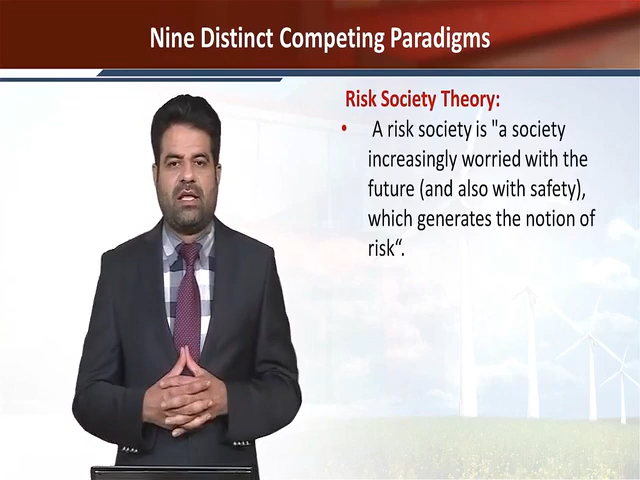 Nine Distinct Competing Paradigms
Risk Society Theory:
• A risk society is "a society
increasingly worried with the
future (and also with safety),
which generates the notion of
risk“.